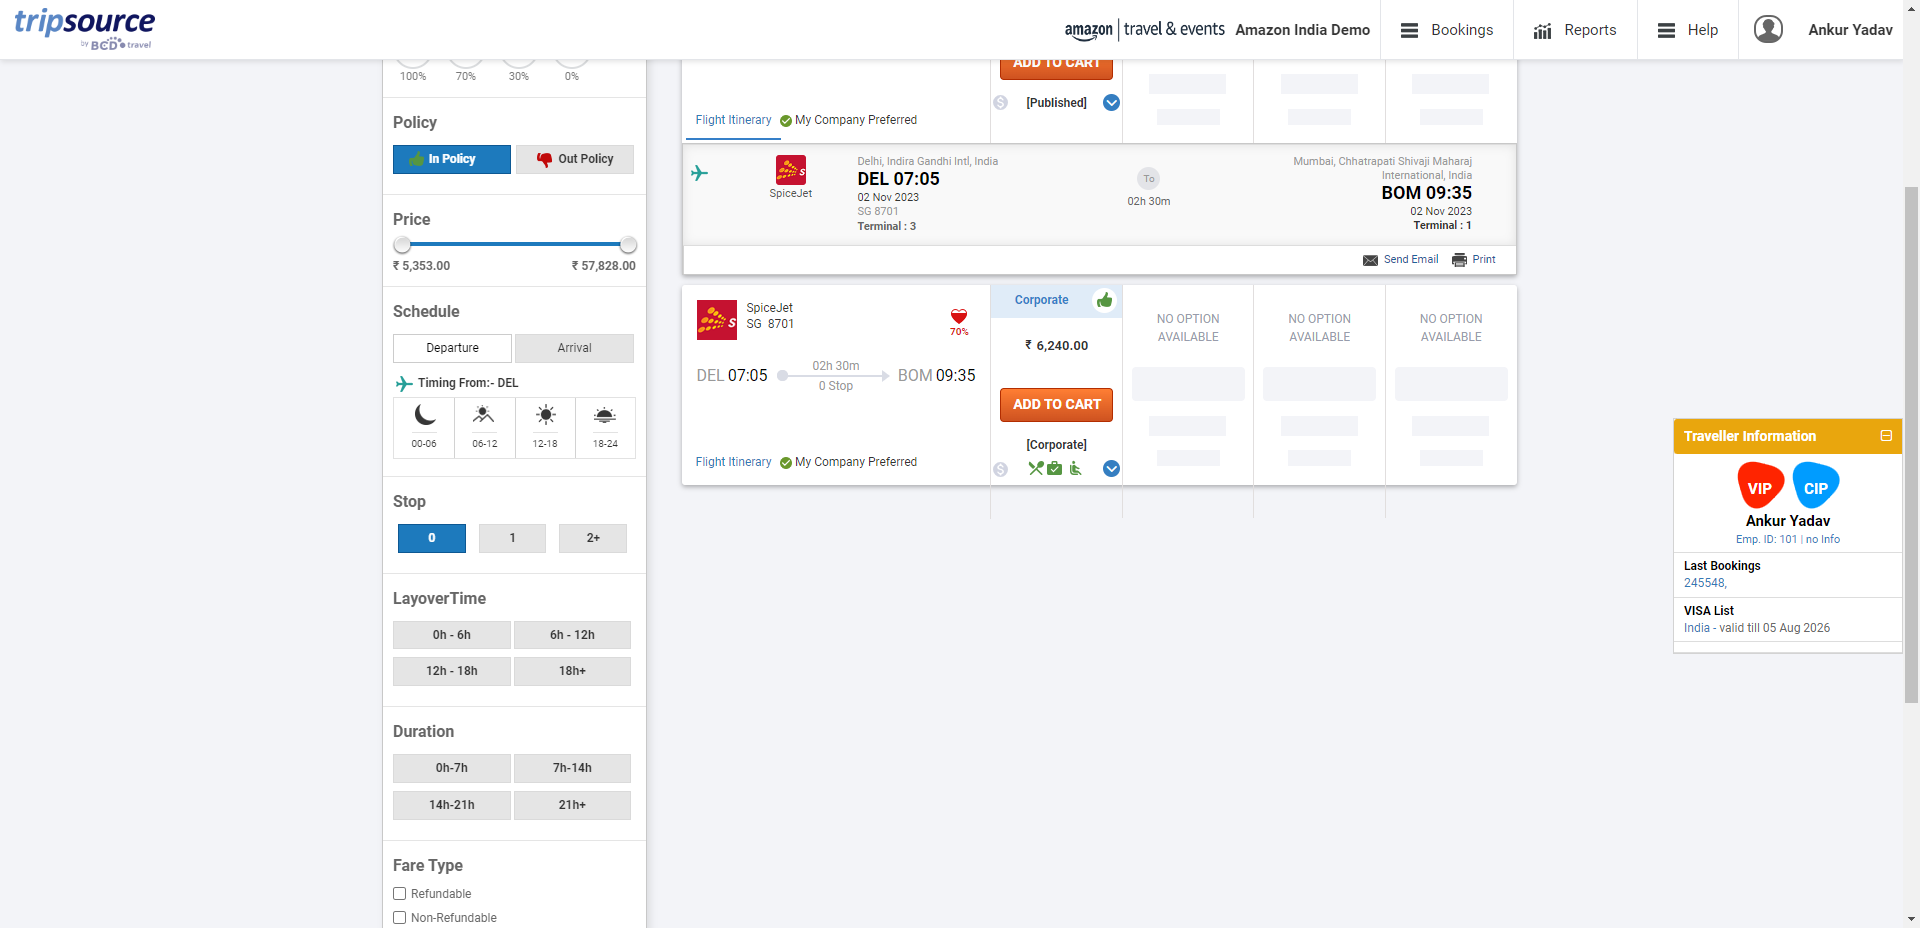 tripsource
by BCD travel
amazon travel & events Amazon India Demo
Bookings
Reports
Help
Ankur Yadav
100% 70% 30% 0%
Policy
In Policy
Out Policy
Price
₹ 5,353.00 ₹ 57,828.00
Schedule
Departure Arrival
Timing From:- DEL
00-06 06-12 12-18 18-24
Stop
0 1 2+
LayoverTime
0h - 6h 6h - 12h
12h - 18h 18h+
Duration
0h-7h 7h-14h
14h-21h 21h+
Fare Type
Refundable
Non-Refundable
ADD TO CART
[Published]
Flight Itinerary My Company Preferred
SpiceJet
Delhi, Indira Gandhi Intl, India
DEL 07:05
02 Nov 2023
SG 8701
Terminal : 3
To
02h 30m
Mumbai, Chhatrapati Shivaji Maharaj
International, India
BOM 09:35
02 Nov 2023
Terminal : 1
Send Email Print
SpiceJet
SG 8701
70%
DEL 07:05
02h 30m
0 Stop
BOM 09:35
Flight Itinerary My Company Preferred
Corporate
₹ 6,240.00
ADD TO CART
[Corporate]
NO OPTION
AVAILABLE
NO OPTION
AVAILABLE
NO OPTION
AVAILABLE
Traveller Information
VIP CIP
Ankur Yadav
Emp. ID: 101 | no Info
Last Bookings
245548,
VISA List
India - valid till 05 Aug 2026